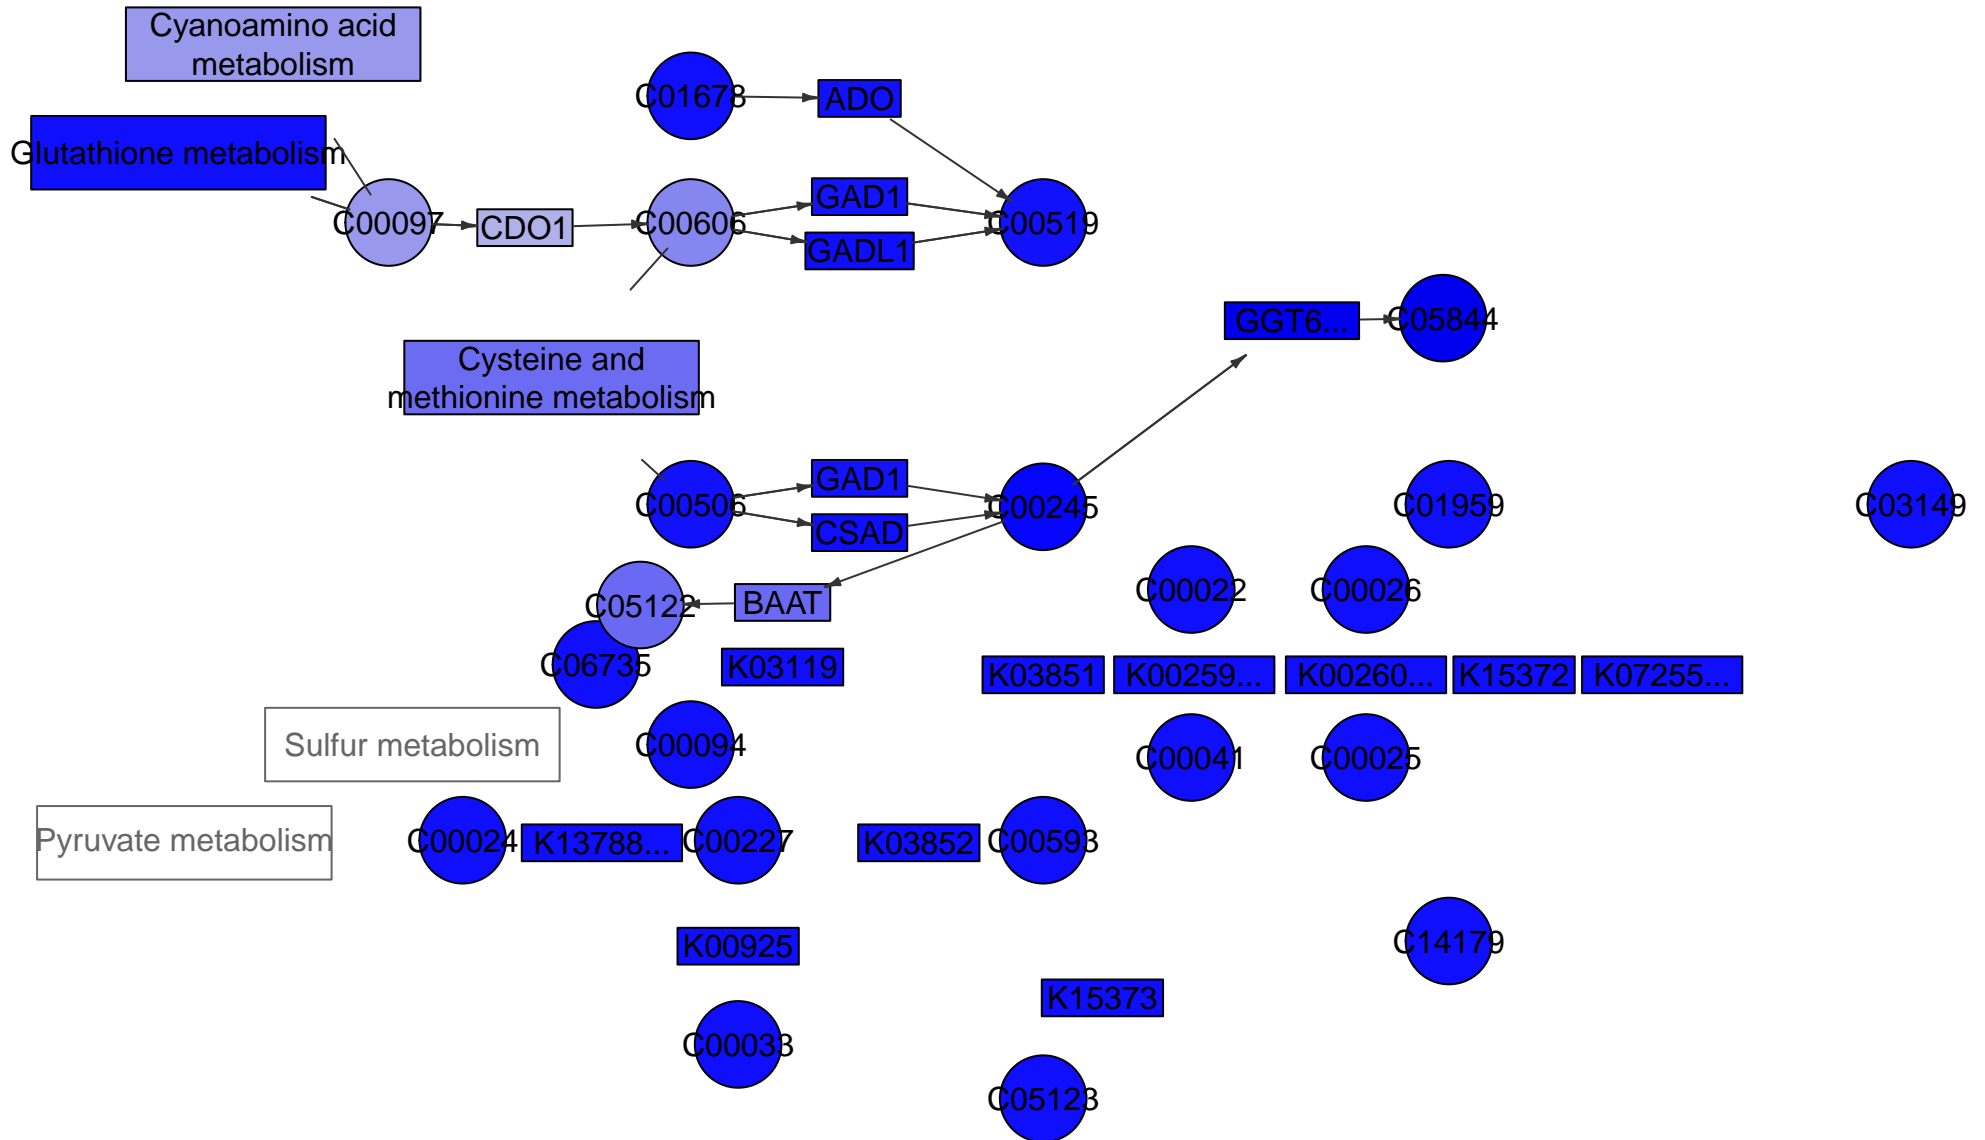 Cyanoamino acid
metabolism
C01678
ADO
Glutathione metabolism
GAD1
C00097
CDO1
C00606
C00519
GADL1
GGT6...
C05844
Cysteine and
methionine metabolism
GAD1
C00506
C00245
C01959
C03149
CSAD
C05122
BAAT
C00022
C00026
C06735
K03119
K03851
K00259...
K00260...
K15372
K07255...
Sulfur metabolism
C00094
C00041
C00025
Pyruvate metabolism
C00024
K13788...
C00227
K03852
C00593
K00925
C14179
K15373
C00033
C05123